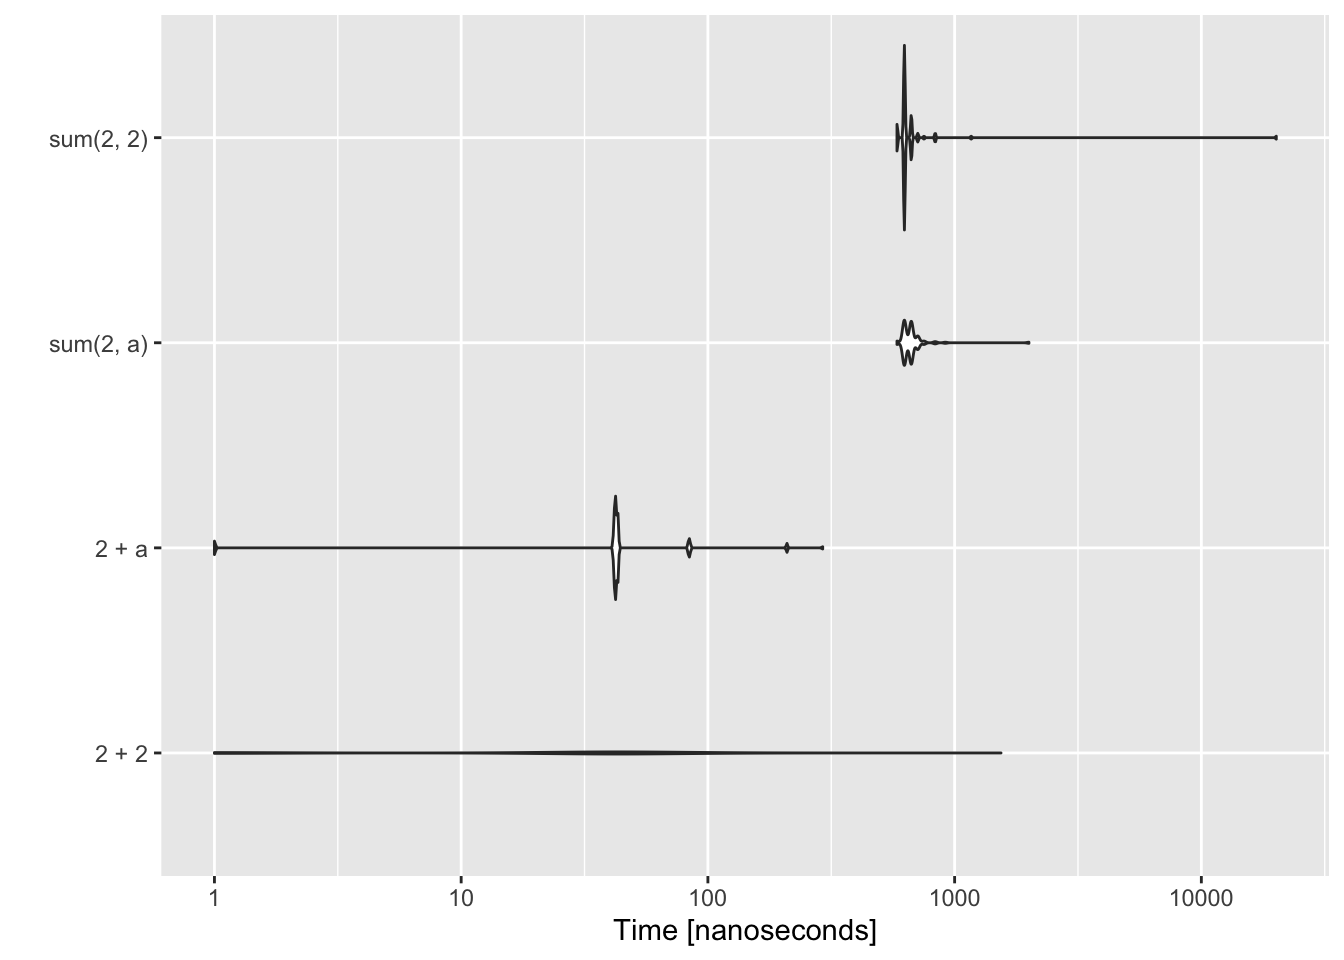 sum(2, 2)
sum(2, a)
2 + a
2 + 2
1 10 100 1000 10000
Time [nanoseconds]